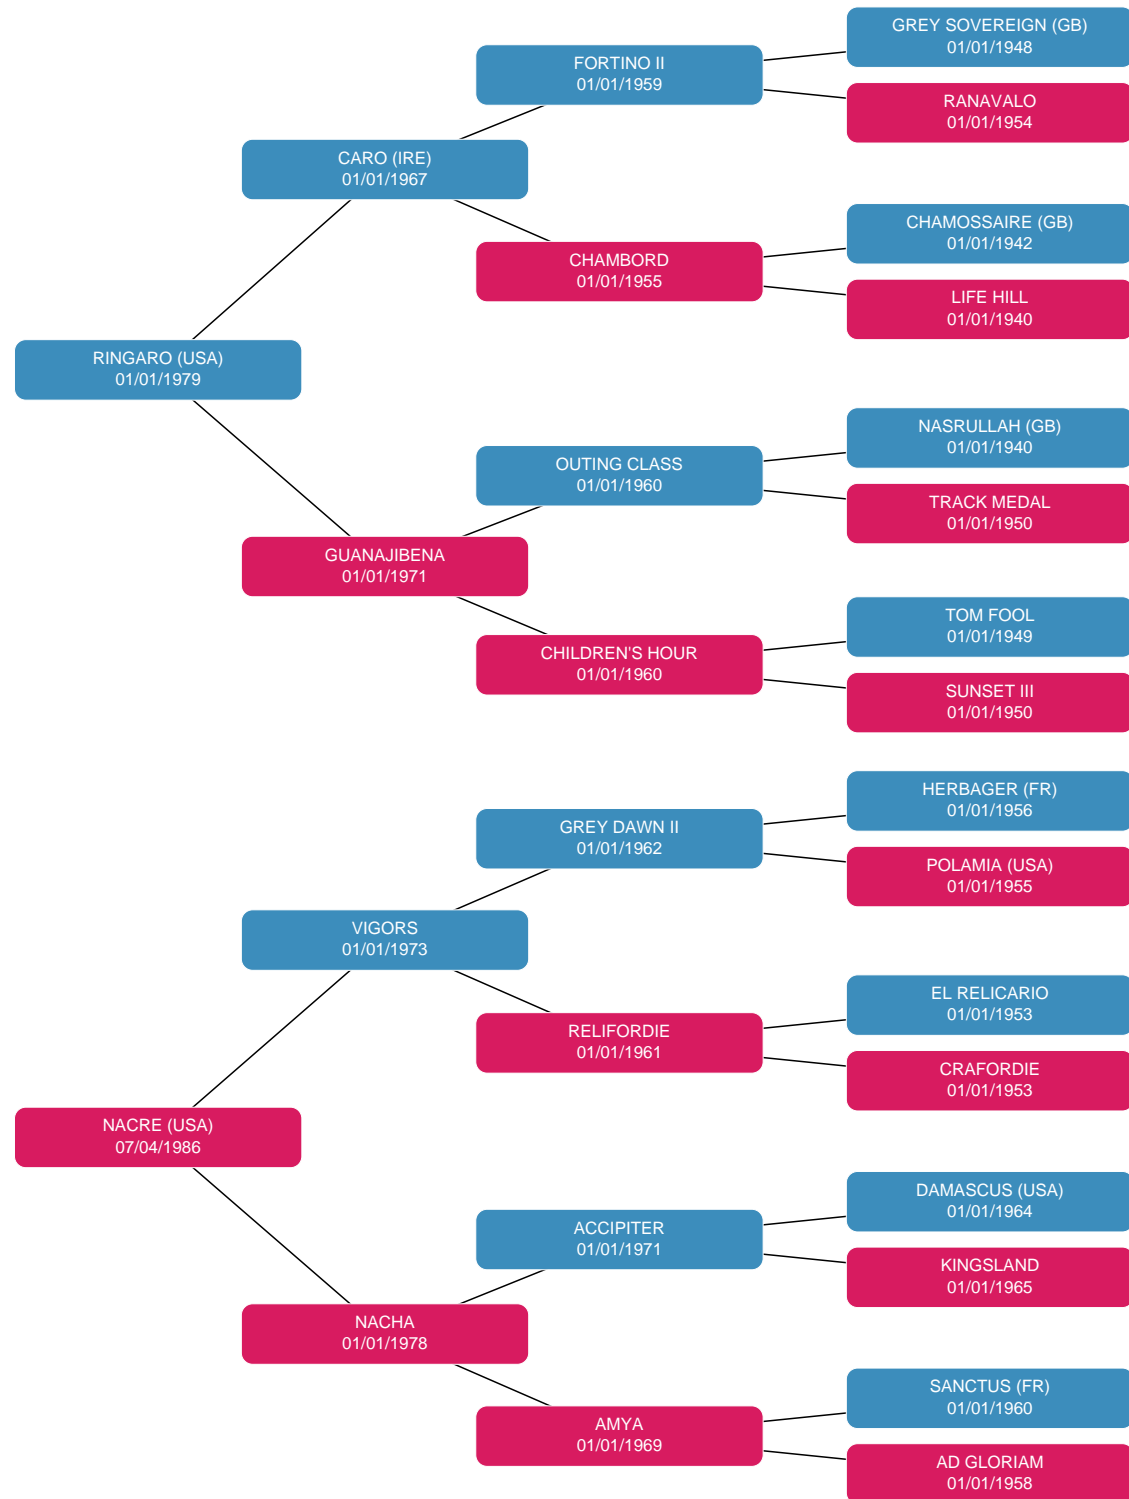 GREY SOVEREIGN (GB)
01/01/1948
FORTINO II
01/01/1959
RANAVALO
01/01/1954
CARO (IRE)
01/01/1967
CHAMOSSAIRE (GB)
01/01/1942
CHAMBORD
01/01/1955
LIFE HILL
01/01/1940
RINGARO (USA)
01/01/1979
NASRULLAH (GB)
01/01/1940
OUTING CLASS
01/01/1960
TRACK MEDAL
01/01/1950
GUANAJIBENA
01/01/1971
TOM FOOL
01/01/1949
CHILDREN'S HOUR
01/01/1960
SUNSET III
01/01/1950
HERBAGER (FR)
01/01/1956
GREY DAWN II
01/01/1962
POLAMIA (USA)
01/01/1955
VIGORS
01/01/1973
EL RELICARIO
01/01/1953
RELIFORDIE
01/01/1961
CRAFORDIE
01/01/1953
NACRE (USA)
07/04/1986
DAMASCUS (USA)
01/01/1964
ACCIPITER
01/01/1971
KINGSLAND
01/01/1965
NACHA
01/01/1978
SANCTUS (FR)
01/01/1960
AMYA
01/01/1969
AD GLORIAM
01/01/1958